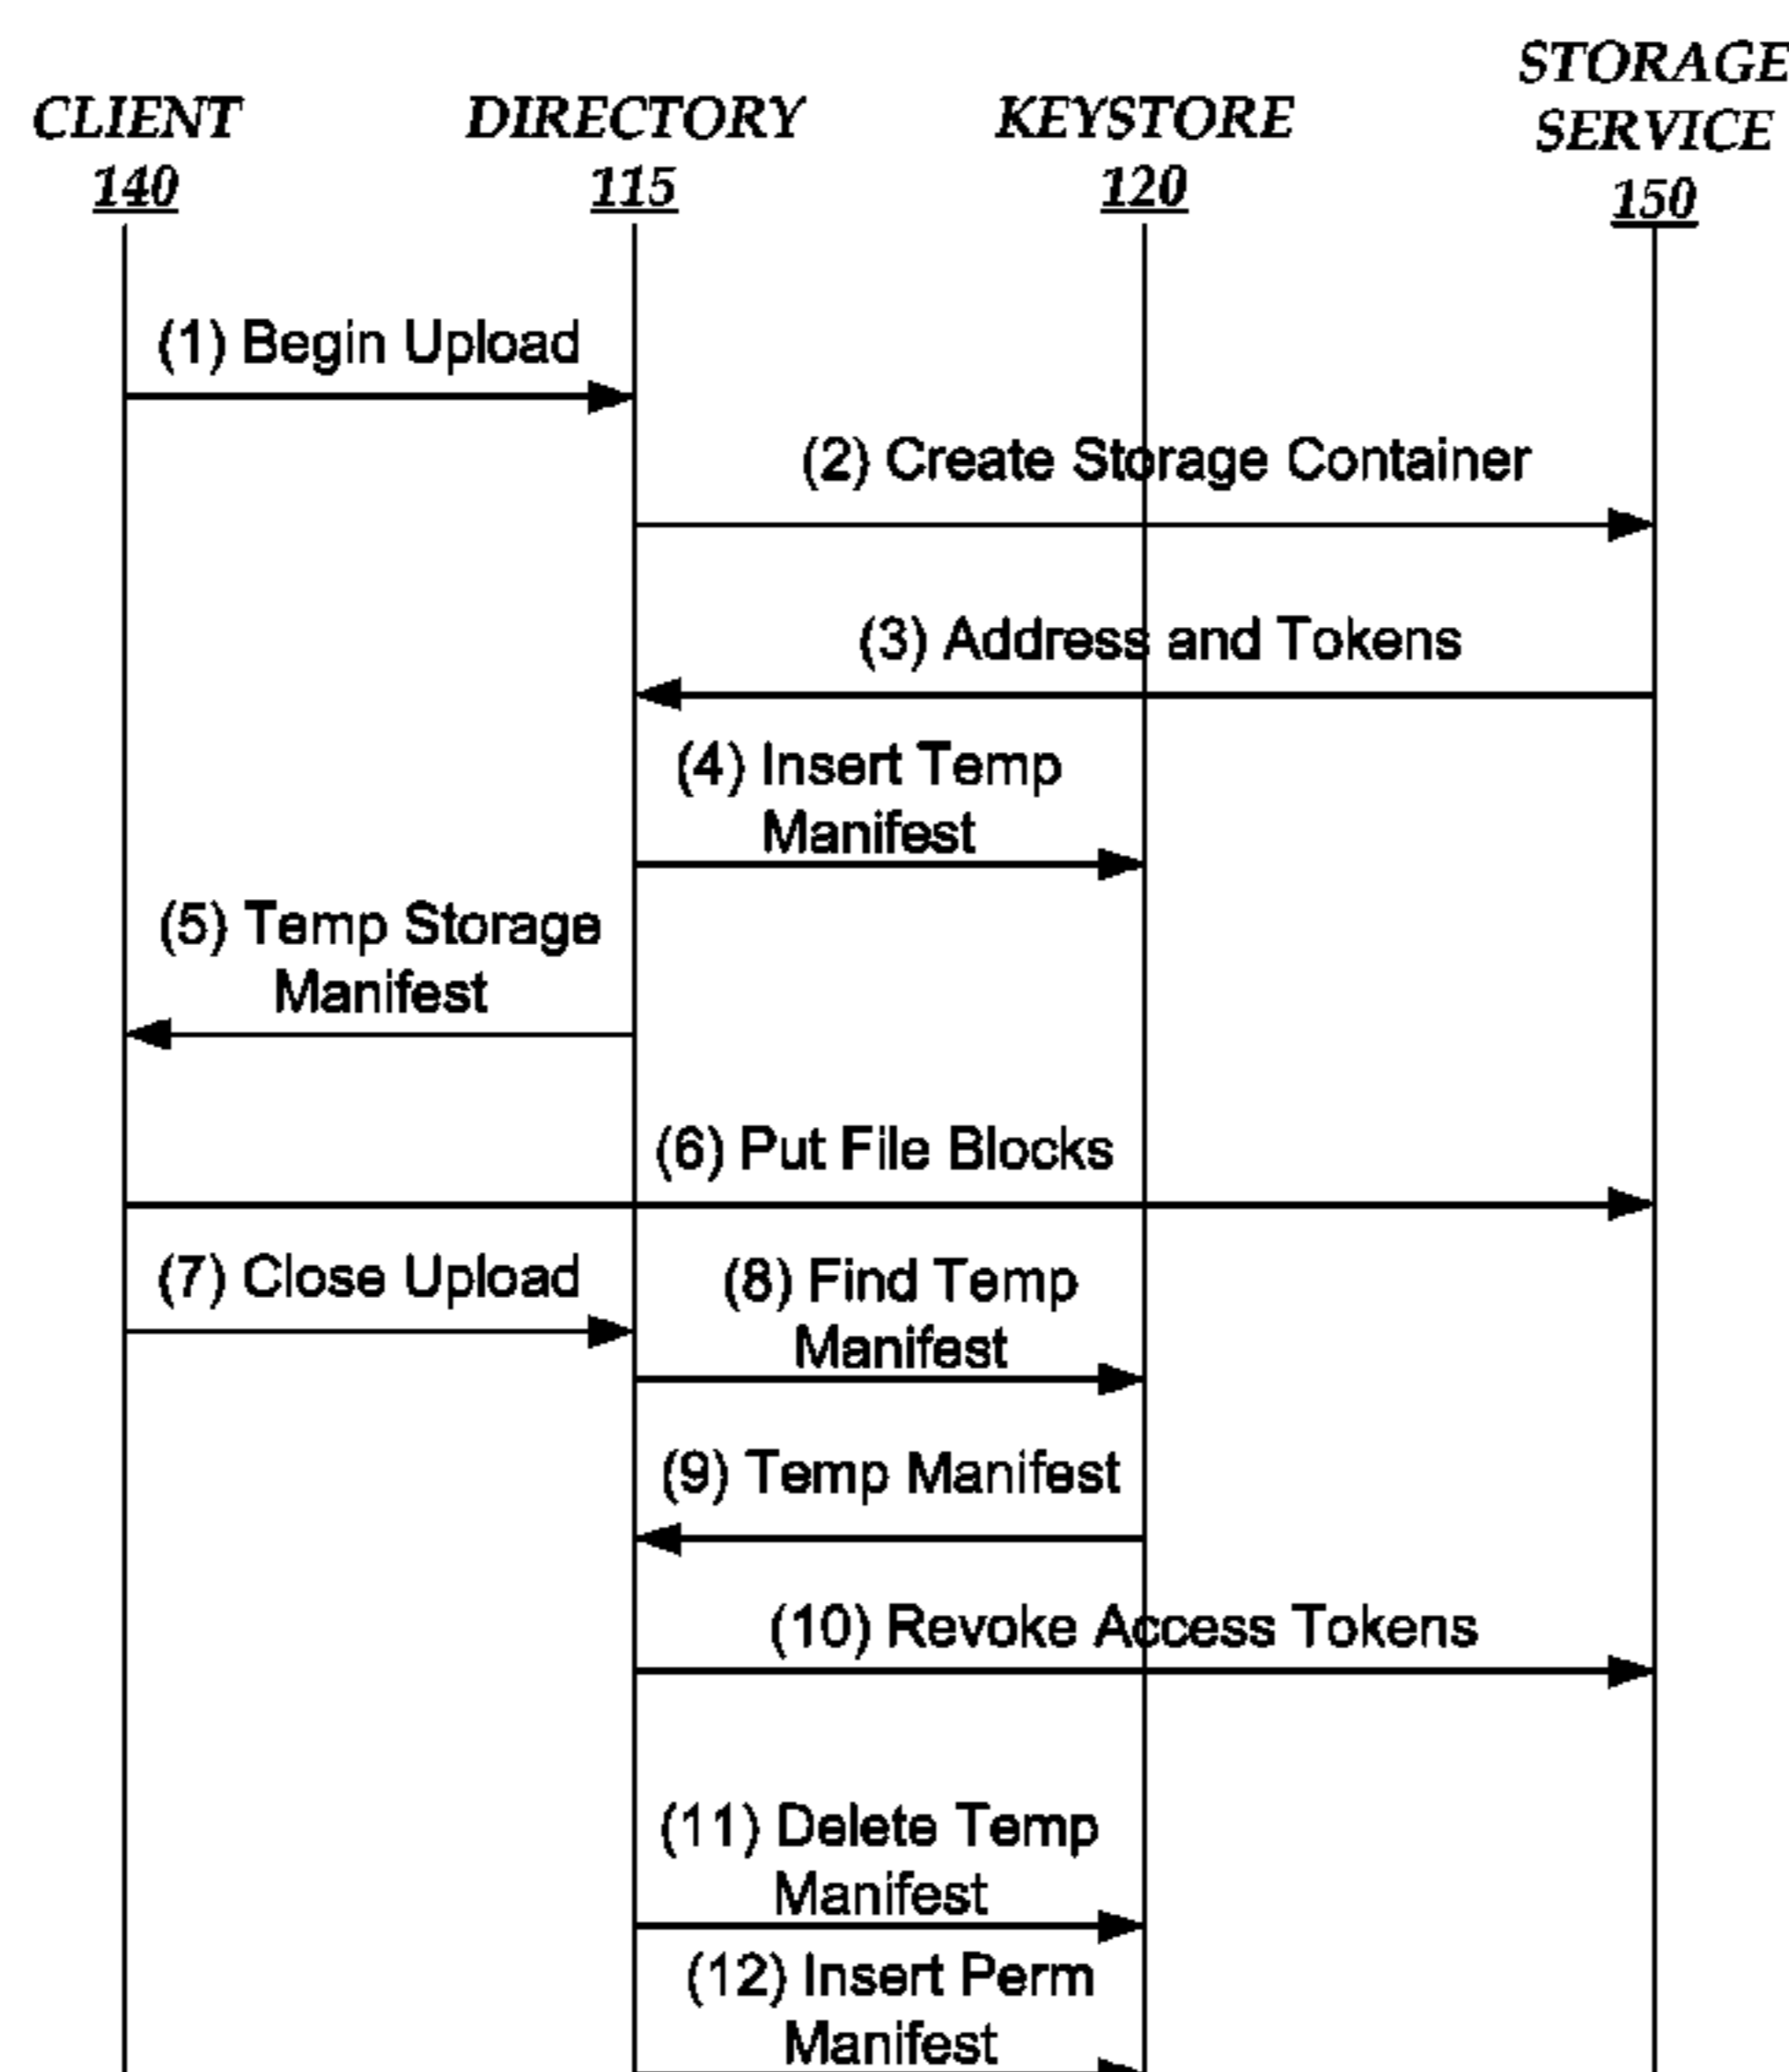 CLIENT
140
DIRECTORY
115
KEYSTORE
120
STORAGE
SERVICE
150
(1) Begin Upload
(2) Create Storage Container
(3) Address and Tokens
(4) Insert Temp
Manifest
(5) Temp Storage
Manifest
(6) Put File Blocks
(7) Close Upload
(8) Find Temp
Manifest
(9) Temp Manifest
(10) Revoke Access Tokens
(11) Delete Temp
Manifest
(12) Insert Perm
Manifest